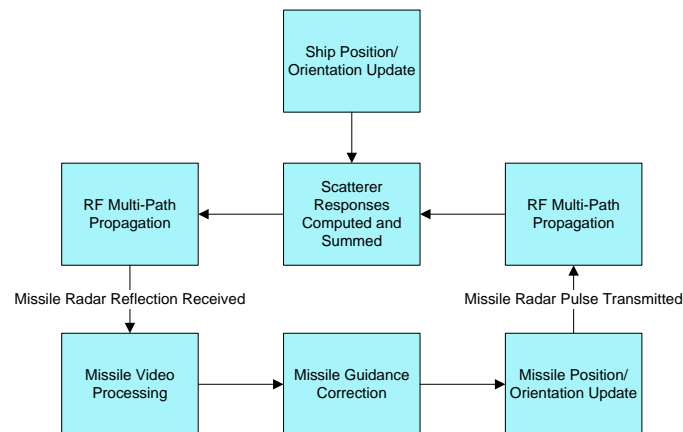 Ship Position/
Orientation Update
RF Multi-Path
Propagation
Scatterer
Responses
Computed and
Summed
RF Multi-Path
Propagation
Missile Radar Reflection Received
Missile Radar Pulse Transmitted
Missile Video
Processing
Missile Guidance
Correction
Missile Position/
Orientation Update